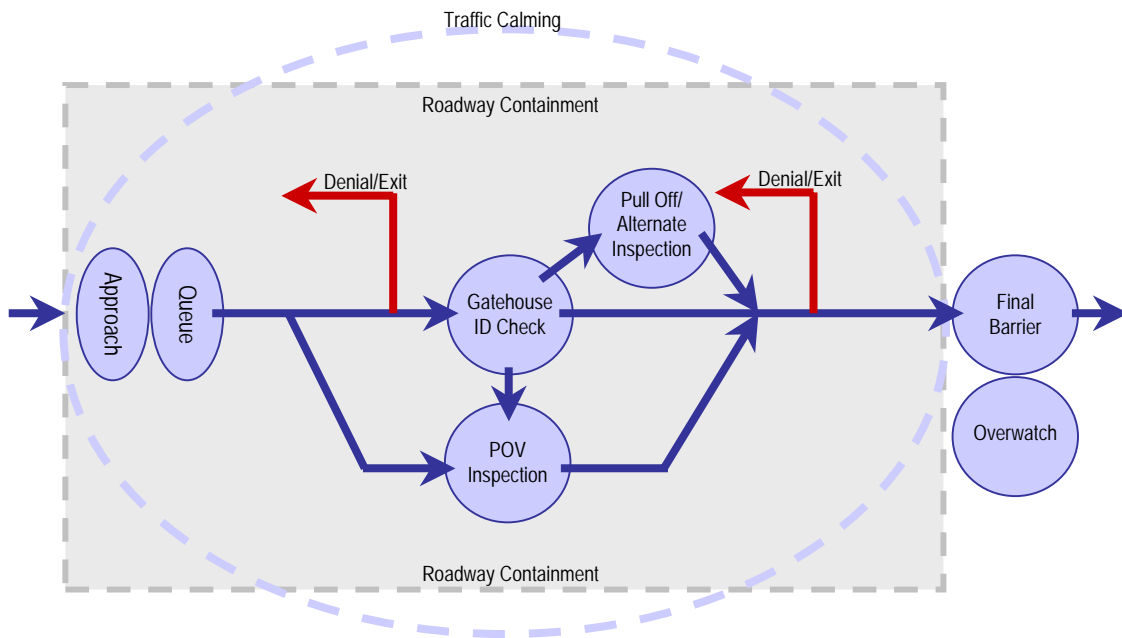 Traffic Calming
Roadway Containment
Denial/Exit
Denial/Exit
Pull Off/
Alternate
Inspection
Approach
Queue
Gatehouse
ID Check
Final
Barrier
POV
Inspection
Overwatch
Roadway Containment